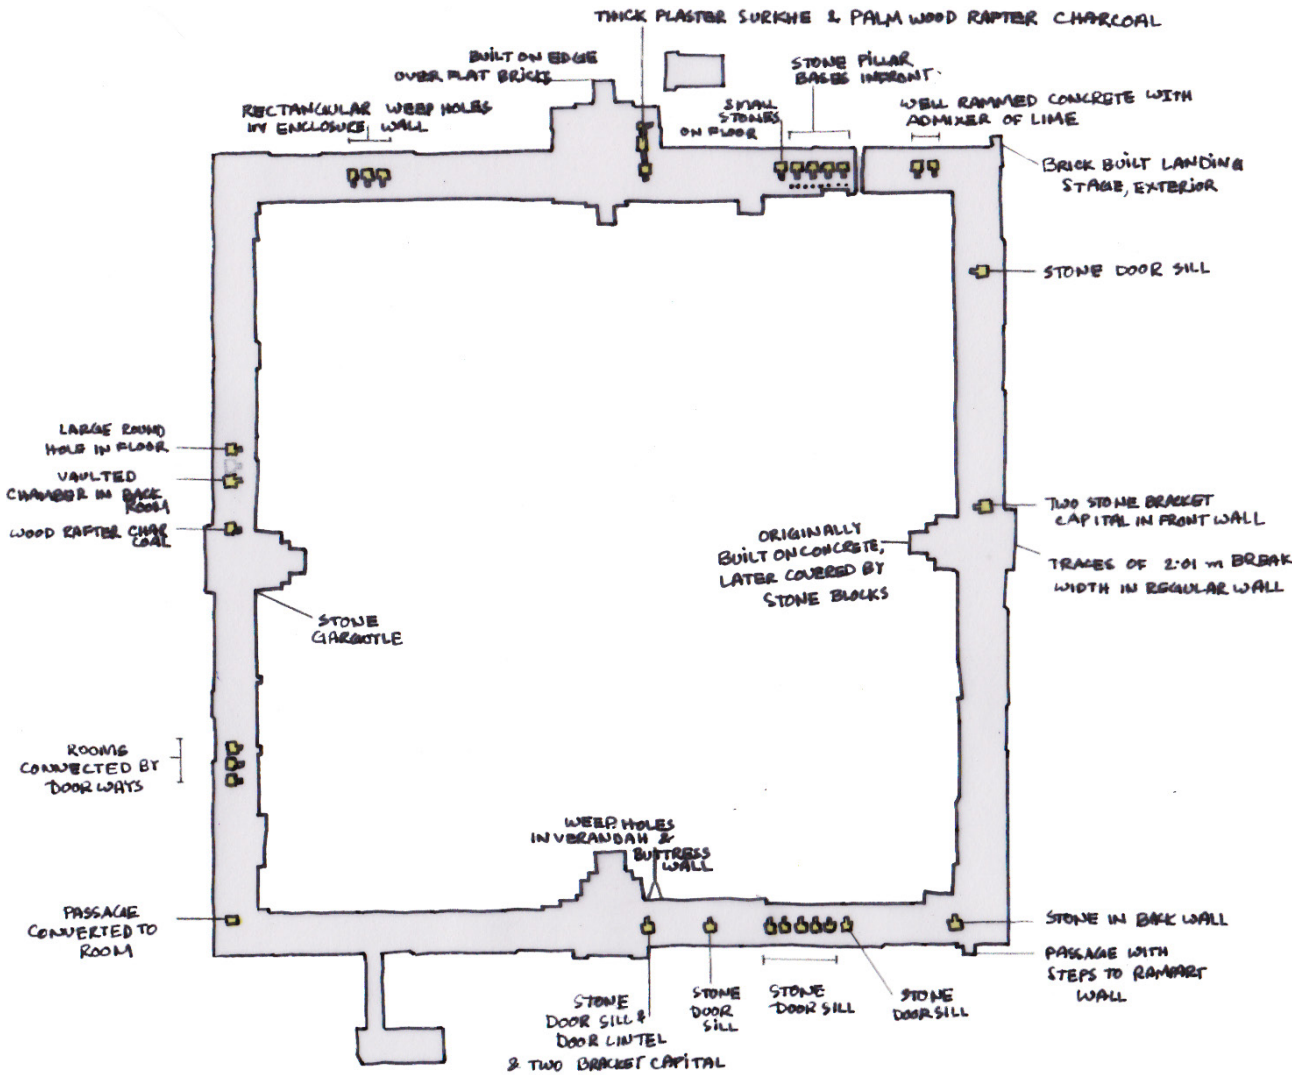 THICK PLASTER SURKHE & PALM WOOD RAFTER CHARCOAL
BUILT ON EDGE
OVER FLAT BRICKS
STONE PILLAR
BASES INFRONT.
RECTANGULAR WEEP HOLES
IN ENCLOSURE WALL
SMALL
STONES
ON FLOOR
WELL RAMMED CONCRETE WITH
ADMIXER OF LIME
BRICK BUILT LANDING
STAGE, EXTERIOR
STONE DOOR SILL
LARGE ROUND
HOLE IN FLOOR
VAULTED
CHAMBER IN BACK
ROOM
WOOD RAFTER CHAR
COAL
TWO STONE BRACKET
CAPITAL IN FRONT WALL
ORIGINALLY
BUILT ON CONCRETE,
LATER COVERED BY
STONE BLOCKS
TRACES OF 2.01 m BREAK
WIDTH IN REGULAR WALL
STONE
GARGOYLE
ROOMS
CONNECTED BY
DOORWAYS
WEEP HOLES
IN VERANDAH &
BUTTRESS
WALL
PASSAGE
CONVERTED TO
ROOM
STONE IN BACK WALL
PASSAGE WITH
STEPS TO RAMPART
WALL
STONE
DOOR SILL &
DOOR LINTEL
& TWO BRACKET CAPITAL
STONE
DOOR
SILL
STONE
DOOR SILL
STONE
DOOR SILL